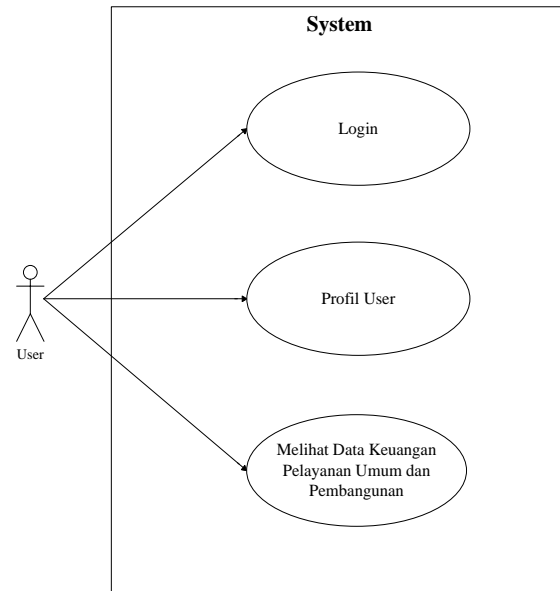 System
Login
Profil User
User
Melihat Data Keuangan
Pelayanan Umum dan
Pembangunan